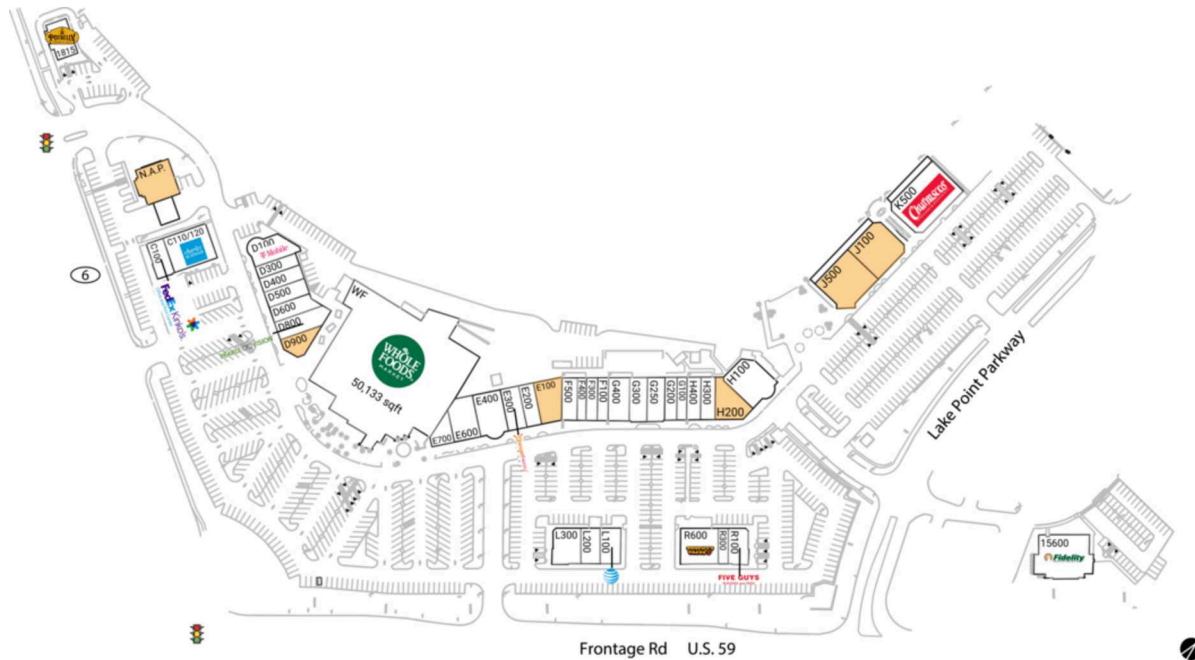 1815
N.A.P.
C100
C110/120
FedEx Kinko's
6
D100
T Mobile
D300
D400
D500
D600
D800
D900
WF
WHOLE
FOODS
MARKET
50,133 sqft
E700
E600
E400
E300
E200
E100
F500
F400
F300
F100
G400
G300
G250
G200
G100
H400
H300
H200
H100
J500
J100
K500
Churrascos
Lake Point Parkway
L300
L200
L100
R600
R300
R100
FIVE GUYS
15600
Fidelity
Frontage Rd U.S. 59